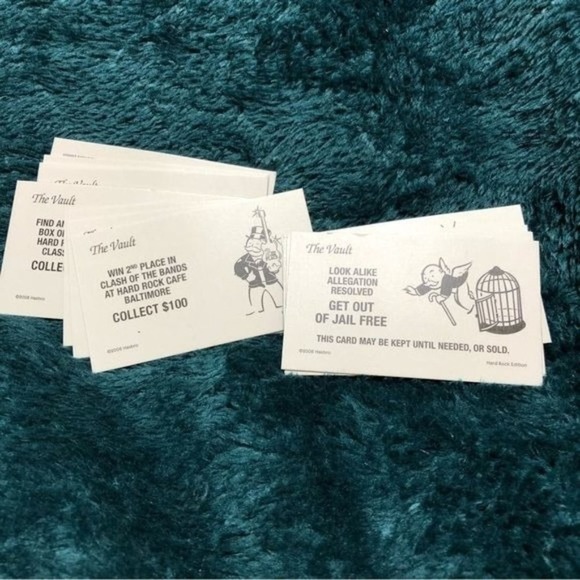 The Vault
FIND
BOX
HARD
CLASS
COLLE
©2008 Hasbro
The Vault
WIN 2ND PLACE IN
CLASH OF THE BANDS
AT HARD ROCK CAFE
BALTIMORE
COLLECT $100
©2008 Hasbro
The Vault
LOOK ALIKE
ALLEGATION
RESOLVED
GET OUT
OF JAIL FREE
THIS CARD MAY BE KEPT UNTIL NEEDED, OR SOLD.
©2008 Hasbro
Hard Rock Edition